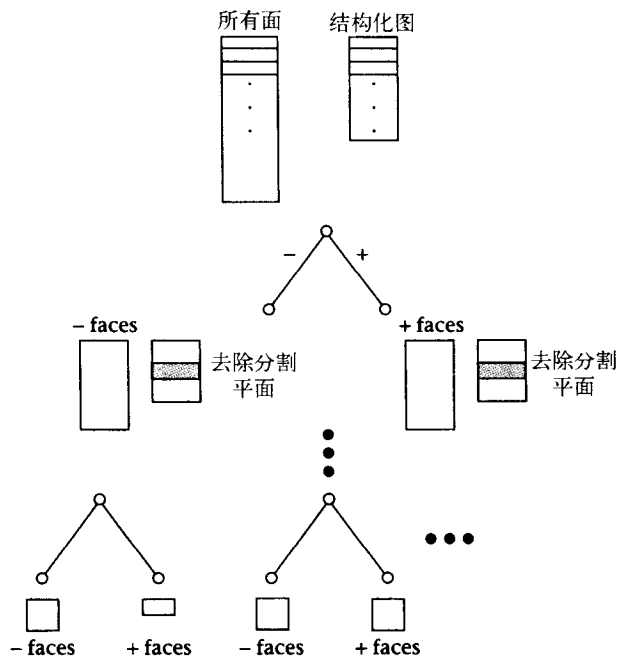 所有面
结构化图
−
+
− faces
+ faces
去除分割
平面
去除分割
平面
− faces
+ faces
− faces
+ faces